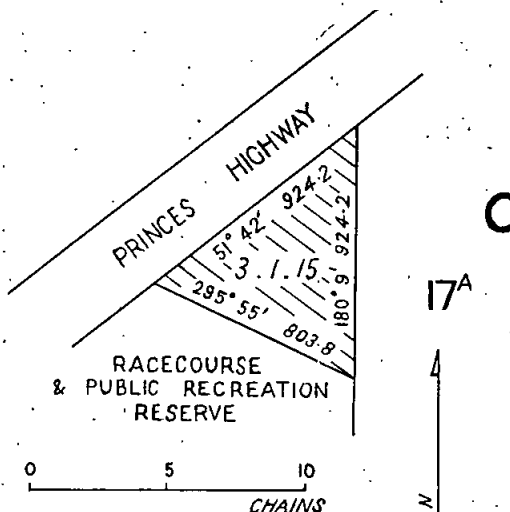 PRINCES HIGHWAY
51° 42' 924.2
180° 9' 924.2
3.1.15.
295° 55' 803.8
17A
RACECOURSE
& PUBLIC RECREATION
RESERVE
0 5 10
CHAINS
N